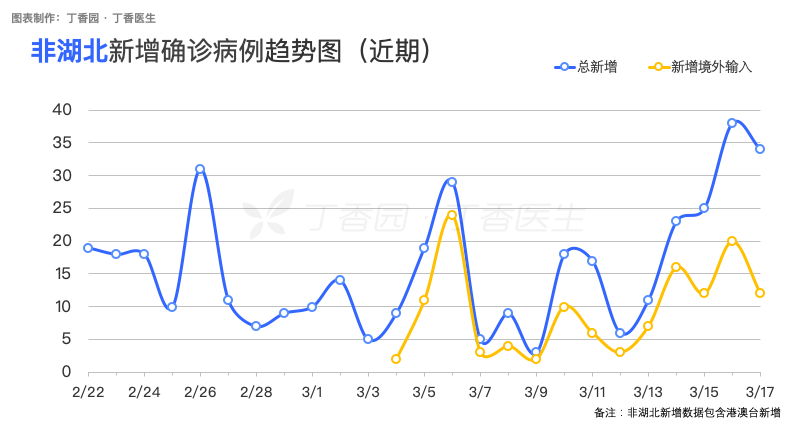 图表制作：丁香园 · 丁香医生
非湖北新增确诊病例趋势图（近期）
总新增 新增境外输入
40
35
30
25
20
15
10
5
0
丁香园 · 丁香医生
2/22 2/24 2/26 2/28 3/1 3/3 3/5 3/7 3/9 3/11 3/13 3/15 3/17
备注：非湖北新增数据包含港澳台新增